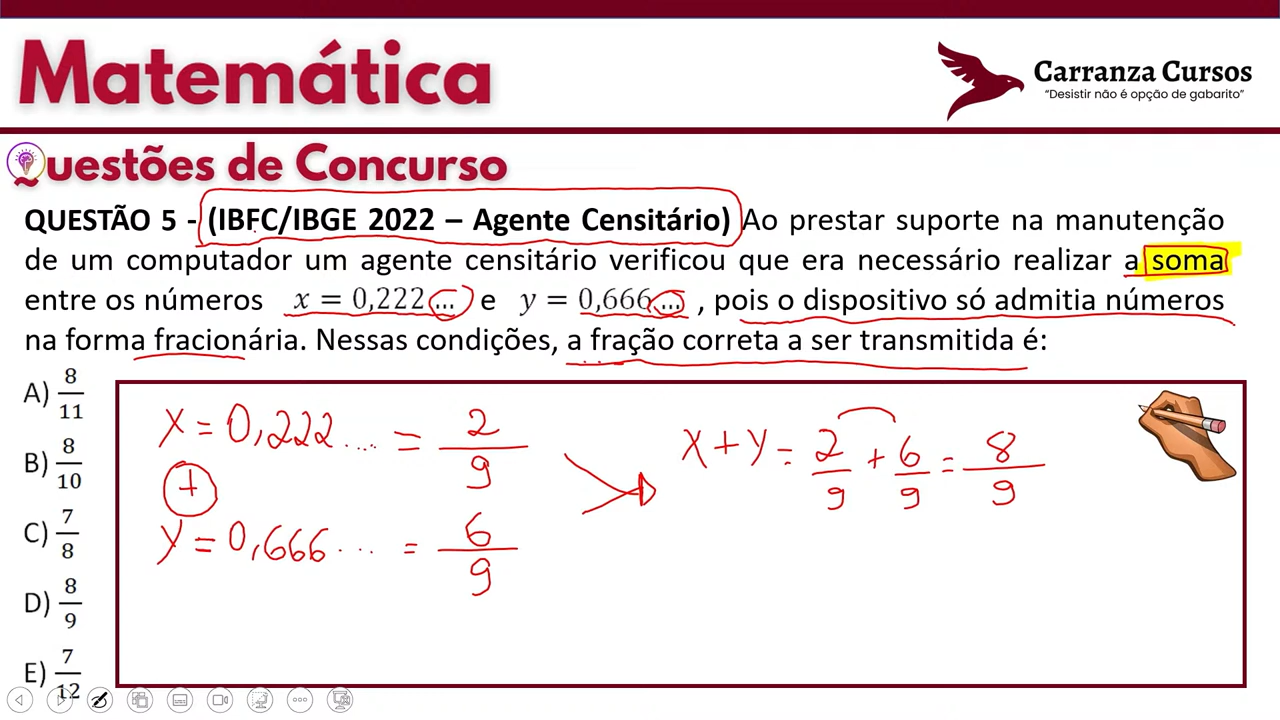 Matemática
Carranza Cursos
“Desistir não é opção de gabarito”
Questões de Concurso
QUESTÃO 5 - (IBFC/IBGE 2022 – Agente Censitário) Ao prestar suporte na manutenção
de um computador um agente censitário verificou que era necessário realizar a soma
entre os números x = 0,222 ... e y = 0,666 ... , pois o dispositivo só admitia números
na forma fracionária. Nessas condições, a fração correta a ser transmitida é:
A) 8/11
B) 8/10
C) 7/8
D) 8/9
E) 7/12
x = 0,222... = 2/9
+
y = 0,666... = 6/9
x + y = 2/9 + 6/9 = 8/9